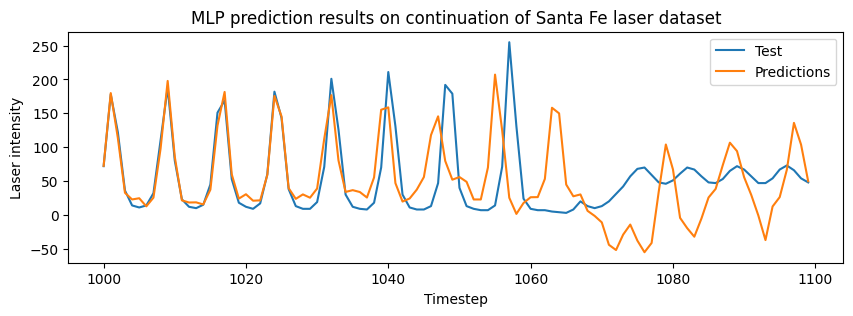 MLP prediction results on continuation of Santa Fe laser dataset
Laser intensity
250
200
150
100
50
0
−50
Test
Predictions
1000
1020
1040
1060
1080
1100
Timestep